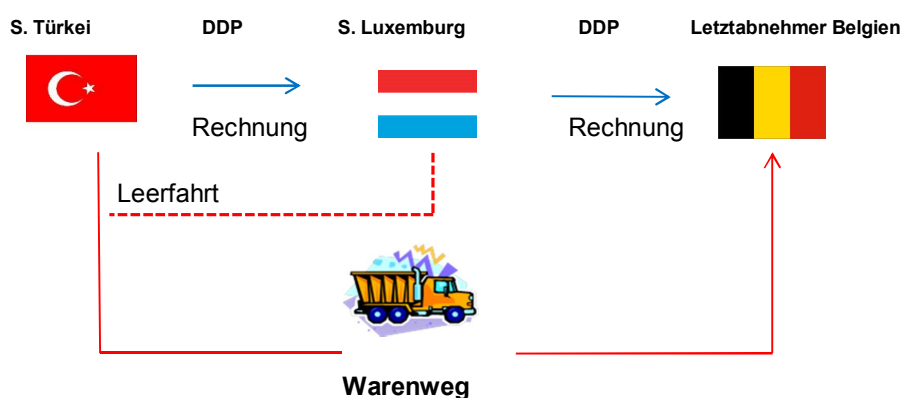 S. Türkei DDP S. Luxemburg DDP Letztabnehmer Belgien
Rechnung Rechnung
Leerfahrt
Warenweg